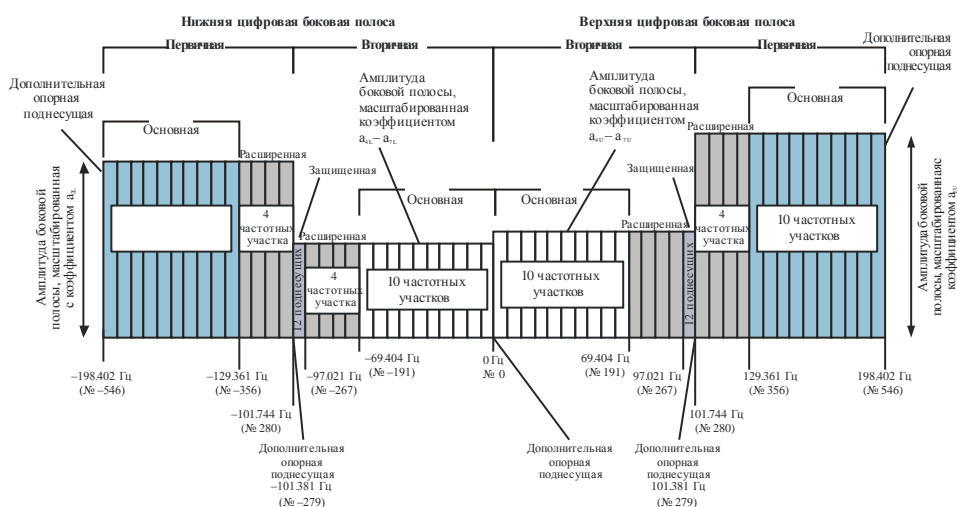 Нижняя цифровая боковая полоса
Верхняя цифровая боковая полоса
Первичная
Вторичная
Вторичная
Первичная
Дополнительная
опорная
поднесущая
Дополнительная
опорная
поднесущая
Амплитуда
боковой полосы,
масштабированная
коэффициентом
a4L – a7L
Амплитуда
боковой полосы,
масштабированная
коэффициентом
a4U – a7U
Основная
Расширенная
Защищенная
Основная
Основная
Защищенная
Расширенная
Основная
Амплитуда боковой
полосы, масштабированная
с коэффициентом a2L
4
частотных
участка
12 поднесущих
Расширенная
4
частотных
участка
10 частотных
участков
10 частотных
участков
Расширенная
12 поднесущих
4
частотных
участка
10 частотных
участков
Амплитуда боковой
полосы, масштабированная с
коэффициентом a2U
–198.402 Гц
(№ –546)
–129.361 Гц
(№ –356)
–101.744 Гц
(№ 280)
–97.021 Гц
(№ –267)
–69.404 Гц
(№ –191)
0 Гц
№ 0
69.404 Гц
(№ 191)
97.021 Гц
(№ 267)
101.744 Гц
(№ 280)
129.361 Гц
(№ 356)
198.402 Гц
(№ 546)
Дополнительная
опорная
поднесущая
–101.381 Гц
(№ –279)
Дополнительная
опорная
поднесущая
Дополнительная
опорная
поднесущая
101.381 Гц
(№ 279)